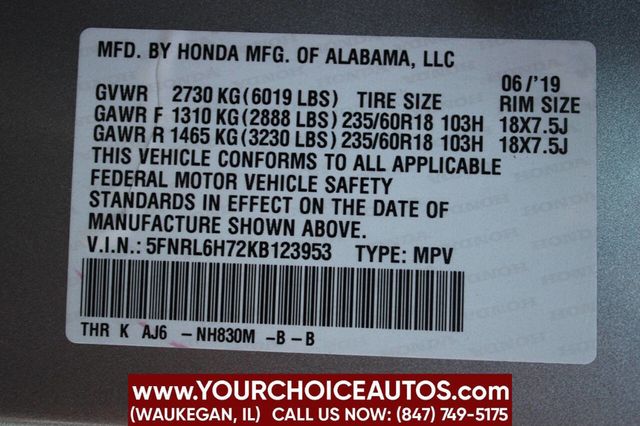 MFD. BY HONDA MFG. OF ALABAMA, LLC
06/'19
GVWR 2730 KG(6019 LBS) TIRE SIZE RIM SIZE
GAWR F 1310 KG(2888 LBS) 235/60R18 103H 18X7.5J
GAWR R 1465 KG(3230 LBS) 235/60R18 103H 18X7.5J
THIS VEHICLE CONFORMS TO ALL APPLICABLE
FEDERAL MOTOR VEHICLE SAFETY
STANDARDS IN EFFECT ON THE DATE OF
MANUFACTURE SHOWN ABOVE.
V.I.N.: 5FNRL6H72KB123953 TYPE: MPV
THR K AJ6 -NH830M -B-B
www.YOURCHOICEAUTOS.com
(WAUKEGAN, IL) CALL US NOW: (847) 749-5175